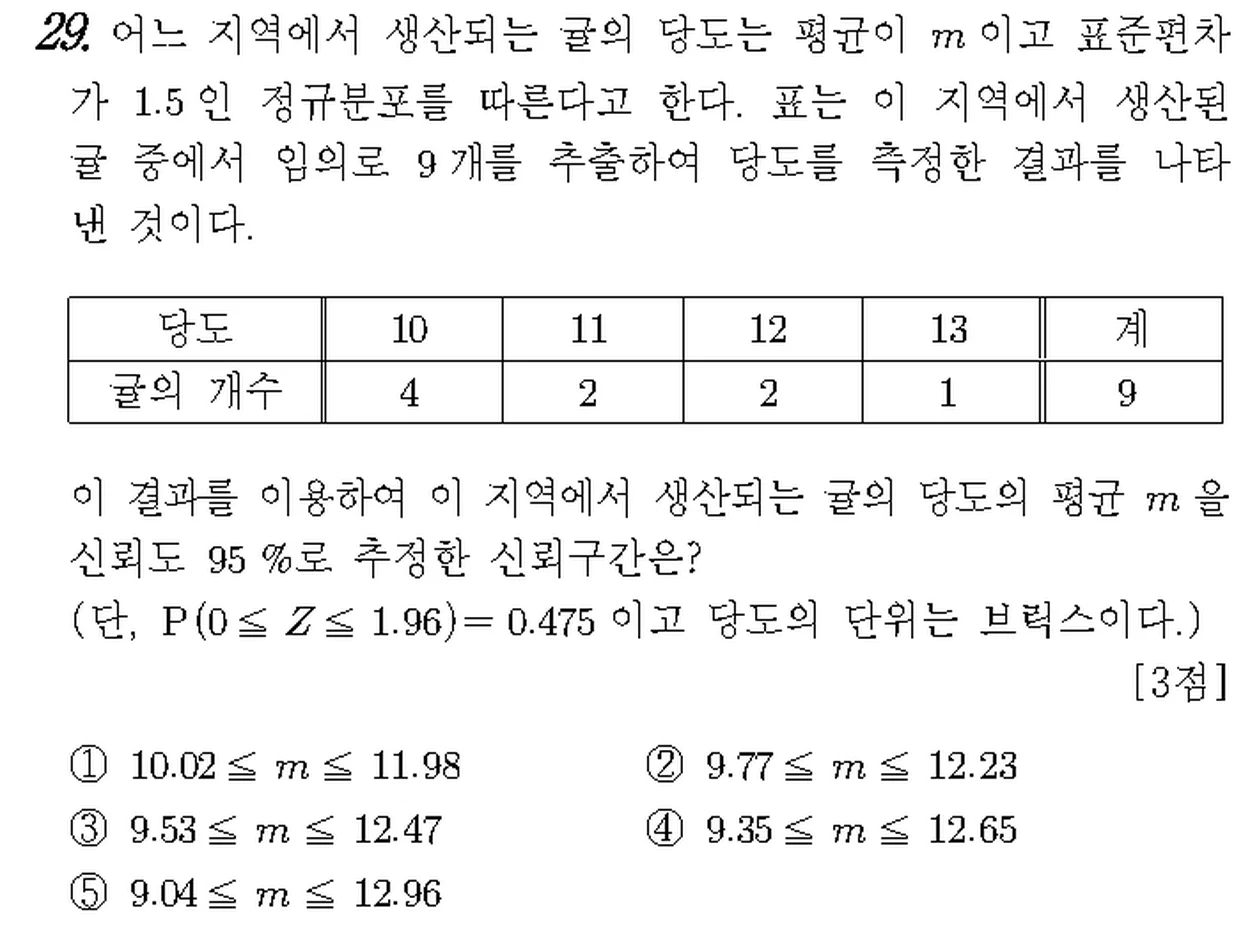 29. 어느 지역에서 생산되는 귤의 당도는 평균이 m 이고 표준편차
가 1.5 인 정규분포를 따른다고 한다. 표는 이 지역에서 생산된
귤 중에서 임의로 9 개를 추출하여 당도를 측정한 결과를 나타
낸 것이다.
당도 10 11 12 13 계
귤의 개수 4 2 2 1 9
이 결과를 이용하여 이 지역에서 생산되는 귤의 당도의 평균 m 을
신뢰도 95 %로 추정한 신뢰구간은?
(단, P(0 ≦ Z ≦ 1.96)= 0.475 이고 당도의 단위는 브릭스이다.)
[3점]
① 10.02 ≦ m ≦ 11.98 ② 9.77 ≦ m ≦ 12.23
③ 9.53 ≦ m ≦ 12.47 ④ 9.35 ≦ m ≦ 12.65
⑤ 9.04 ≦ m ≦ 12.96